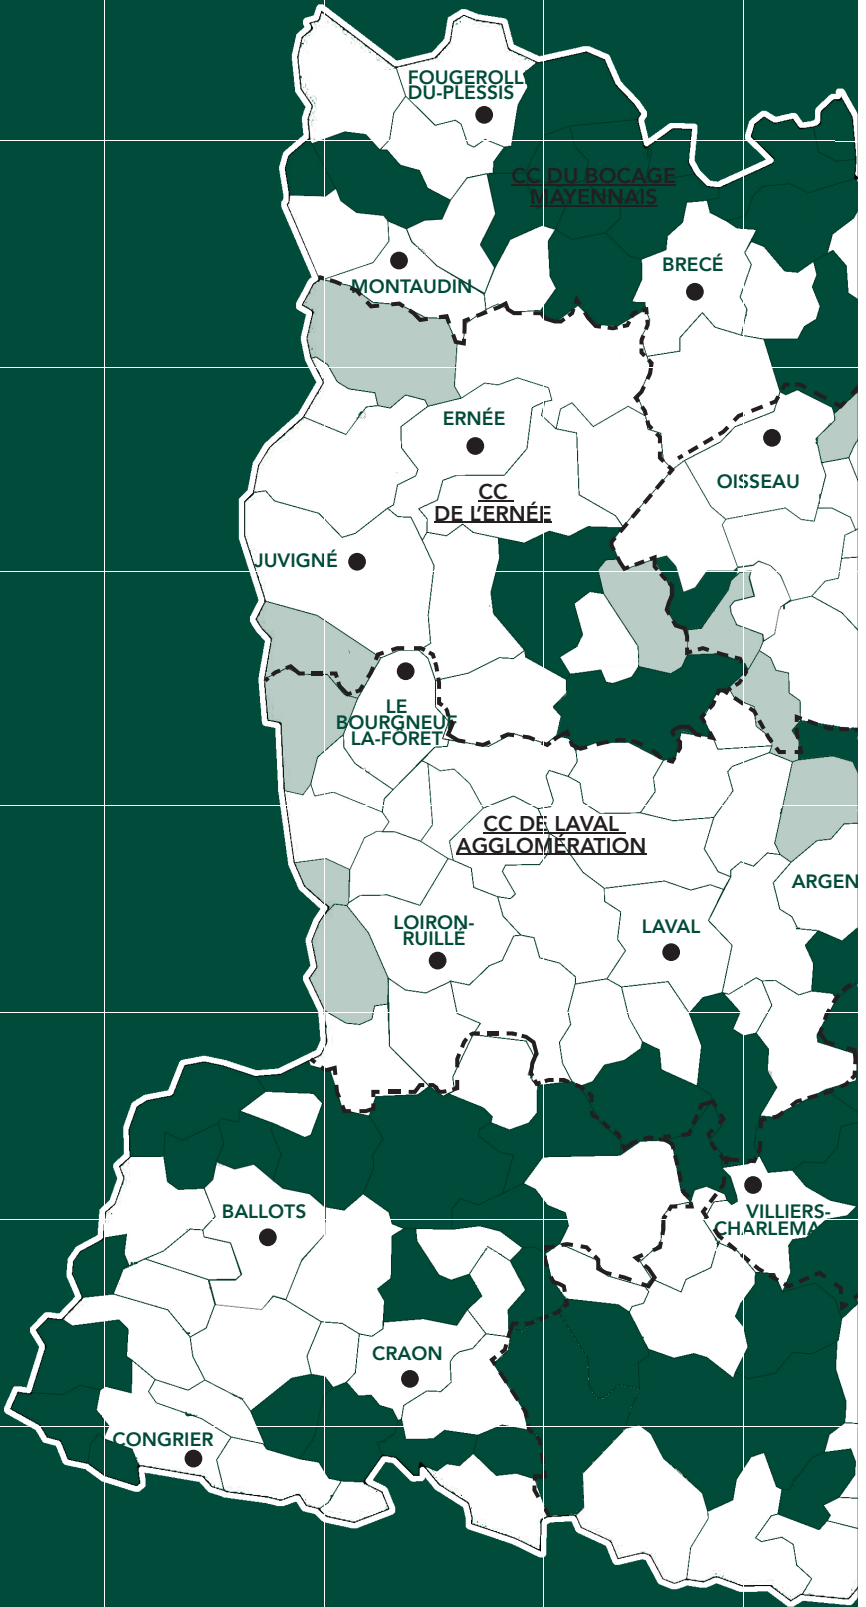 FOUGEROLL
DU-PLESSIS
CC DU BOCAGE
MAYENNAIS
BRECÉ
MONTAUDIN
ERNÉE
OISSEAU
CC
DE L'ERNÉE
JUVIGNÉ
LE
BOURGNEUF
LA-FORET
CC DE LAVAL
AGGLOMÉRATION
ARGEN
LOIRON-
RUILLÉ
LAVAL
BALLOTS
VILLIERS-
CHARLEMA
CRAON
CONGRIER